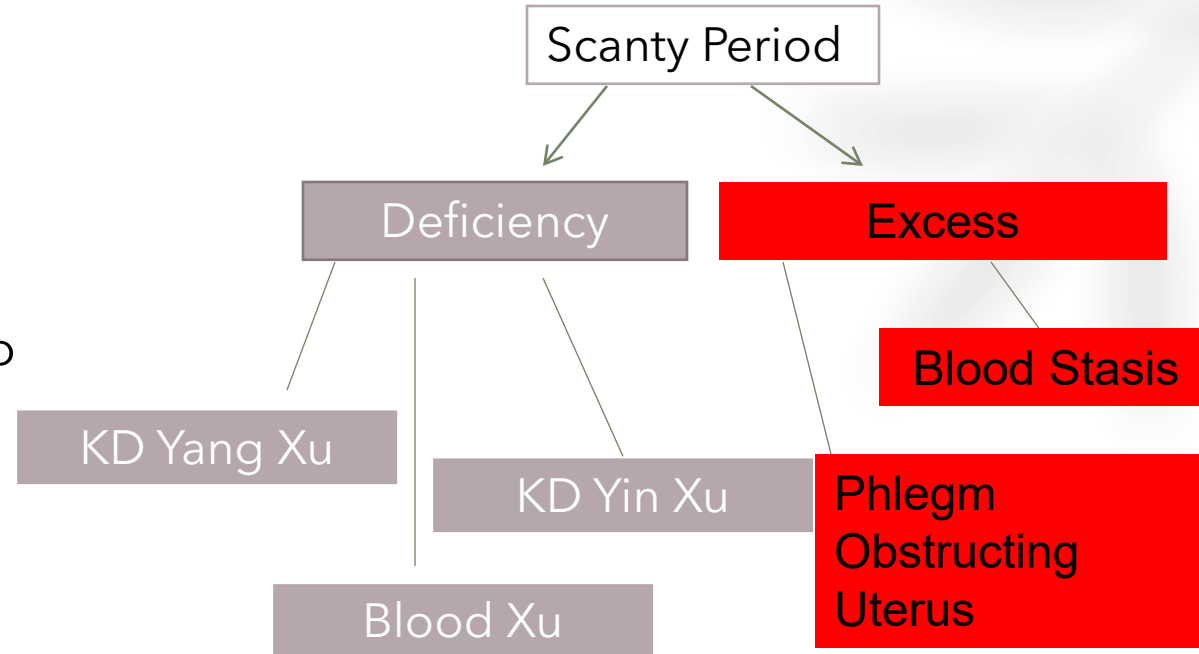 Scanty Period
Deficiency
Excess
Blood Stasis
KD Yang Xu
KD Yin Xu
Phlegm
Obstructing
Uterus
Blood Xu